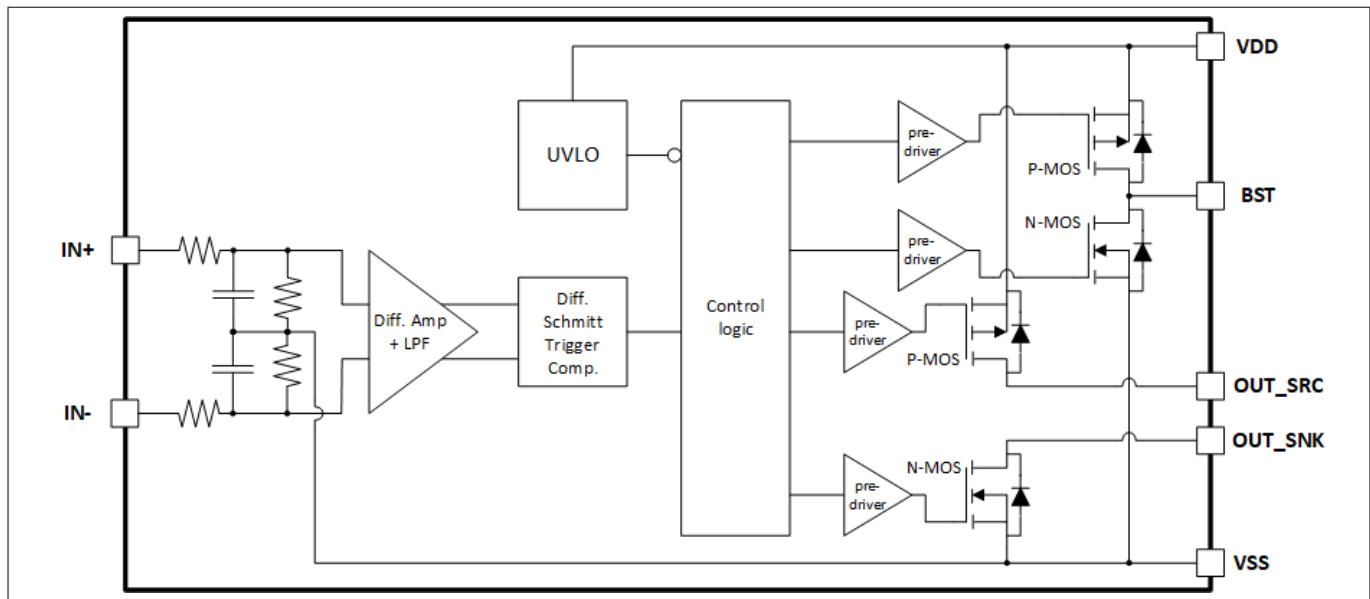 VDD
UVLO
pre-
driver
P-MOS
BST
N-MOS
IN+
pre-
driver
Diff. Amp
+ LPF
Diff.
Schmitt
Trigger
Comp.
Control
logic
pre-
driver
P-MOS
OUT_SRC
IN-
OUT_SNK
N-MOS
pre-
driver
VSS